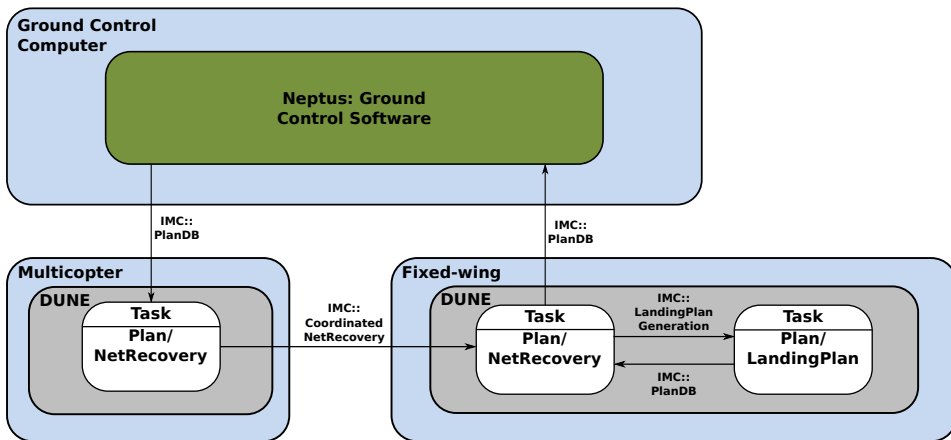 Ground Control
Computer
Neptus: Ground
Control Software
IMC::
PlanDB
IMC::
PlanDB
Multicopter
DUNE
Task
Plan/
NetRecovery
IMC::
Coordinated
NetRecovery
Fixed-wing
DUNE
Task
Plan/
NetRecovery
IMC::
LandingPlan
Generation
IMC::
PlanDB
Task
Plan/
LandingPlan